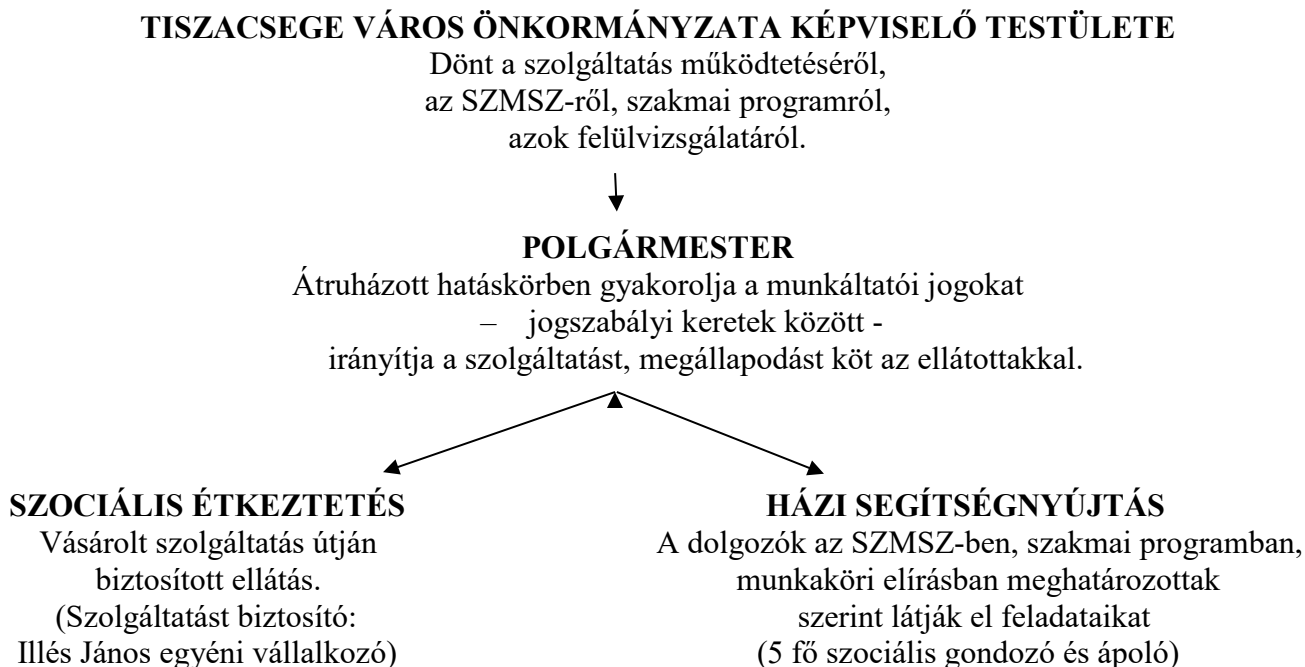 TISZACSEGE VÁROS ÖNKORMÁNYZATA KÉPVISELŐ TESTÜLETE
Dönt a szolgáltatás működtetéséről,
az SZMSZ-ről, szakmai programról,
azok felülvizsgálatáról.
POLGÁRMESTER
Átruházott hatáskörben gyakorolja a munkáltatói jogokat
– jogszabályi keretek között -
irányítja a szolgáltatást, megállapodást köt az ellátottakkal.
SZOCIÁLIS ÉTKEZTETÉS
Vásárolt szolgáltatás útján
biztosított ellátás.
(Szolgáltatást biztosító:
Illés János egyéni vállalkozó)
HÁZI SEGÍTSÉGNYÚJTÁS
A dolgozók az SZMSZ-ben, szakmai programban,
munkaköri elírásban meghatározottak
szerint látják el feladataikat
(5 fő szociális gondozó és ápoló)